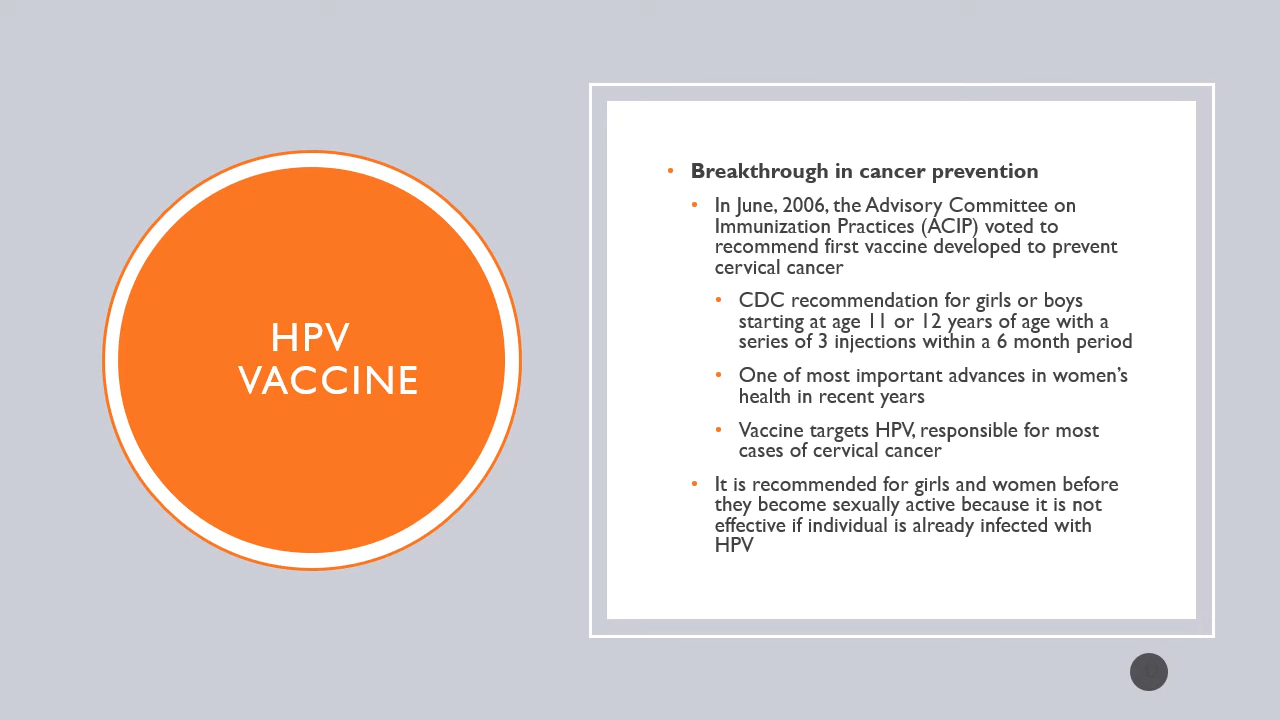 HPV
VACCINE
• Breakthrough in cancer prevention
• In June, 2006, the Advisory Committee on
Immunization Practices (ACIP) voted to
recommend first vaccine developed to prevent
cervical cancer
• CDC recommendation for girls or boys
starting at age 11 or 12 years of age with a
series of 3 injections within a 6 month period
• One of most important advances in women’s
health in recent years
• Vaccine targets HPV, responsible for most
cases of cervical cancer
• It is recommended for girls and women before
they become sexually active because it is not
effective if individual is already infected with
HPV